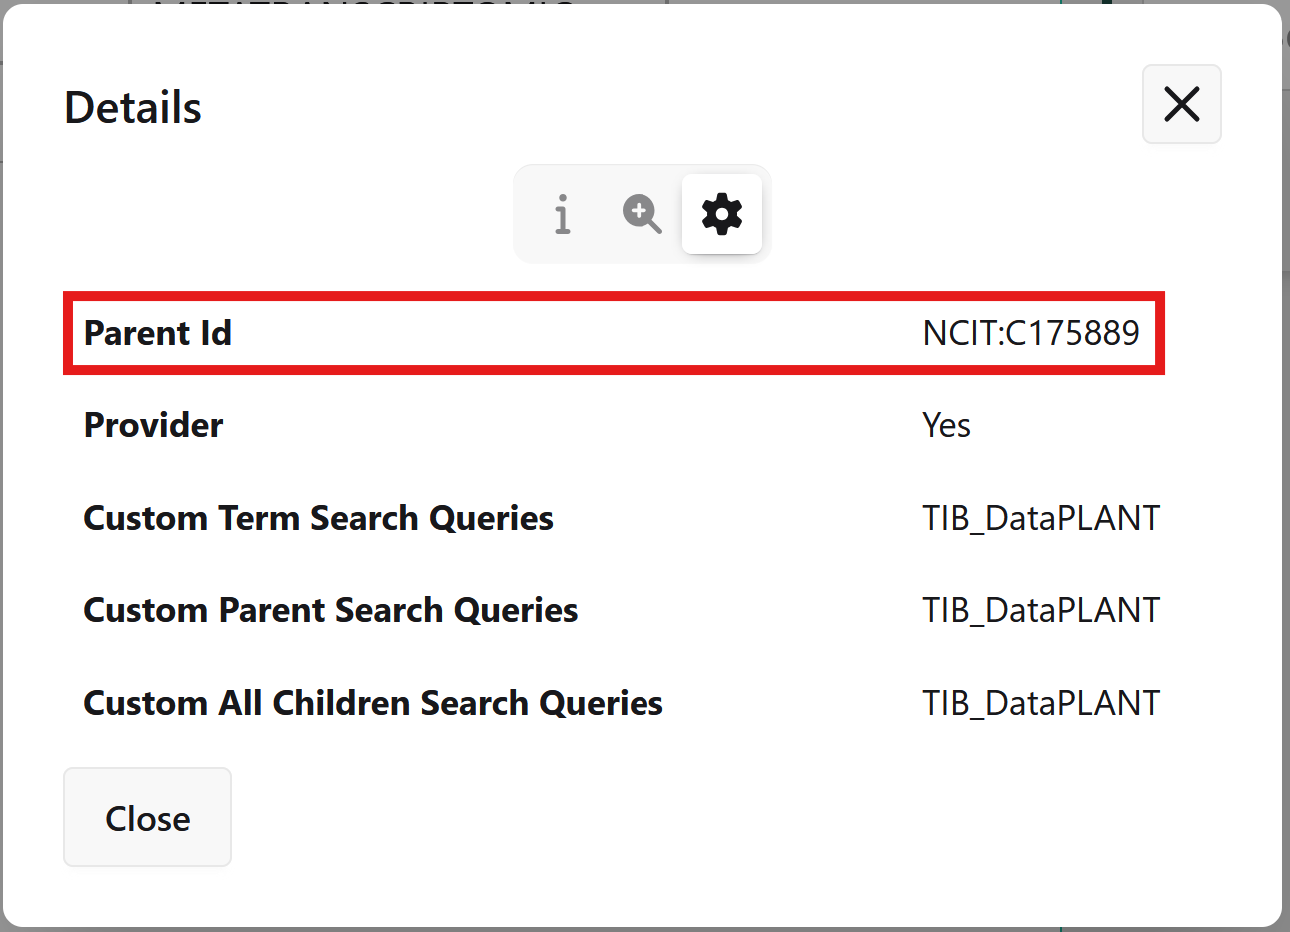 Details
Parent Id NCIT:C175889
Provider Yes
Custom Term Search Queries TIB_DataPLANT
Custom Parent Search Queries TIB_DataPLANT
Custom All Children Search Queries TIB_DataPLANT
Close